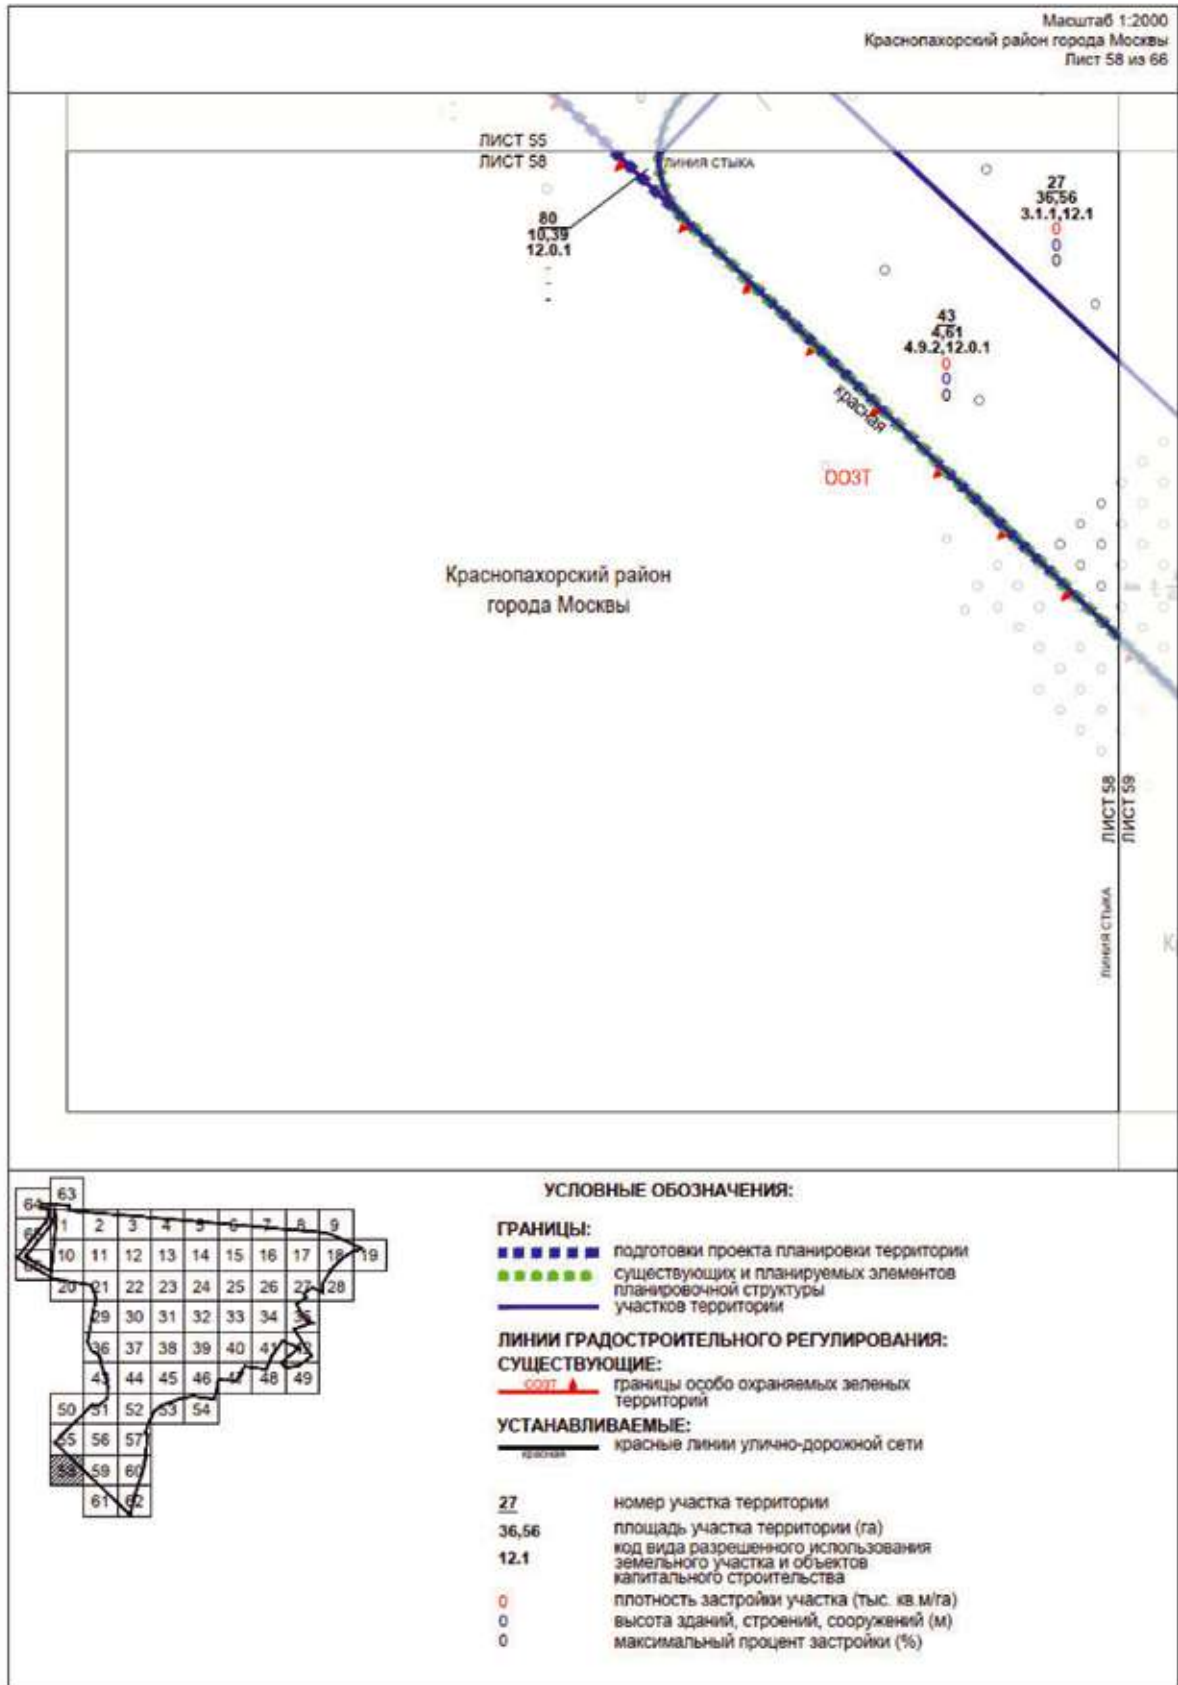 Масштаб 1:2000
Краснопахорский район города Москвы
Лист 58 из 66
ЛИСТ 55
ЛИСТ 58
ЛИНИЯ СТЫКА
80
10,39
12.0.1
-
-
-
27
36,56
3.1.1,12.1
0
0
0
43
4,61
4.9.2,12.0.1
0
0
0
красная
ООЗТ
Краснопахорский район
города Москвы
ЛИСТ 58
ЛИСТ 59
ЛИНИЯ СТЫКА
63
64
1 2 3 4 5 6 7 8 9
10 11 12 13 14 15 16 17 18 19
20 21 22 23 24 25 26 27 28
29 30 31 32 33 34 35
36 37 38 39 40 41
43 44 45 46 47 48 49
50 51 52 53 54
55 56 57
58 59 60
61 62
УСЛОВНЫЕ ОБОЗНАЧЕНИЯ:
ГРАНИЦЫ:
подготовки проекта планировки территории
существующих и планируемых элементов
планировочной структуры
участков территории
ЛИНИИ ГРАДОСТРОИТЕЛЬНОГО РЕГУЛИРОВАНИЯ:
СУЩЕСТВУЮЩИЕ:
ООЗТ границы особо охраняемых зеленых
территорий
УСТАНАВЛИВАЕМЫЕ:
красная красные линии улично-дорожной сети
27 номер участка территории
36,56 площадь участка территории (га)
12.1 код вида разрешенного использования
земельного участка и объектов
капитального строительства
0 плотность застройки участка (тыс. кв.м/га)
0 высота зданий, строений, сооружений (м)
0 максимальный процент застройки (%)